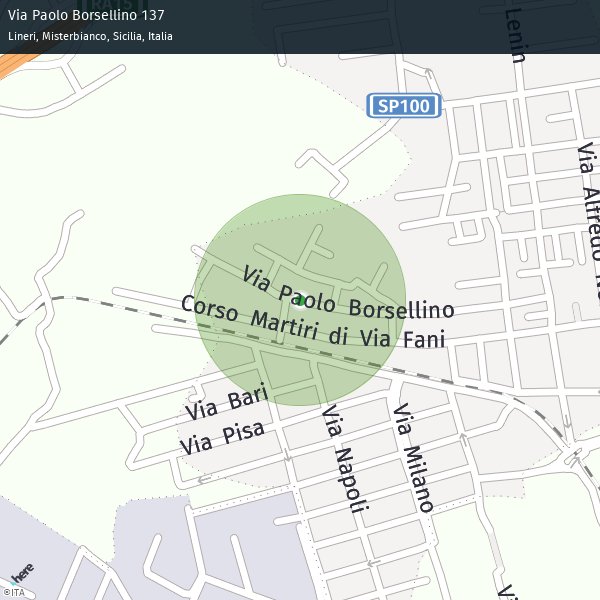 Via Paolo Borsellino 137
Lineri, Misterbianco, Sicilia, Italia
RA15
Lenin
SP100
Via Alfredo
Via Paolo Borsellino
Corso Martiri di Via Fani
Via Bari
Via Pisa
Via Napoli
Via Milano
here
©ITA